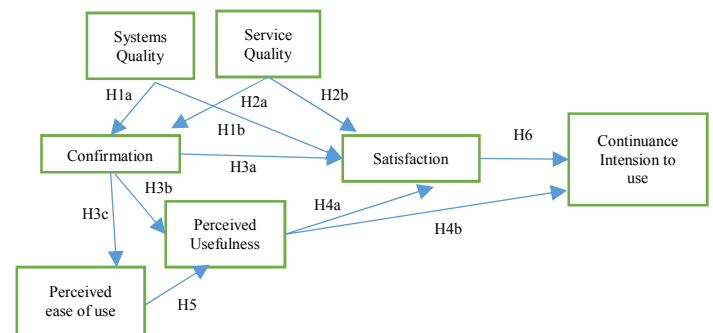 Systems
Quality
Service
Quality
H1a
H2a
H2b
H1b
Confirmation
H3a
Satisfaction
H6
Continuance
Intension to
use
H3b
H3c
Perceived
Usefulness
H4a
H4b
Perceived
ease of use
H5